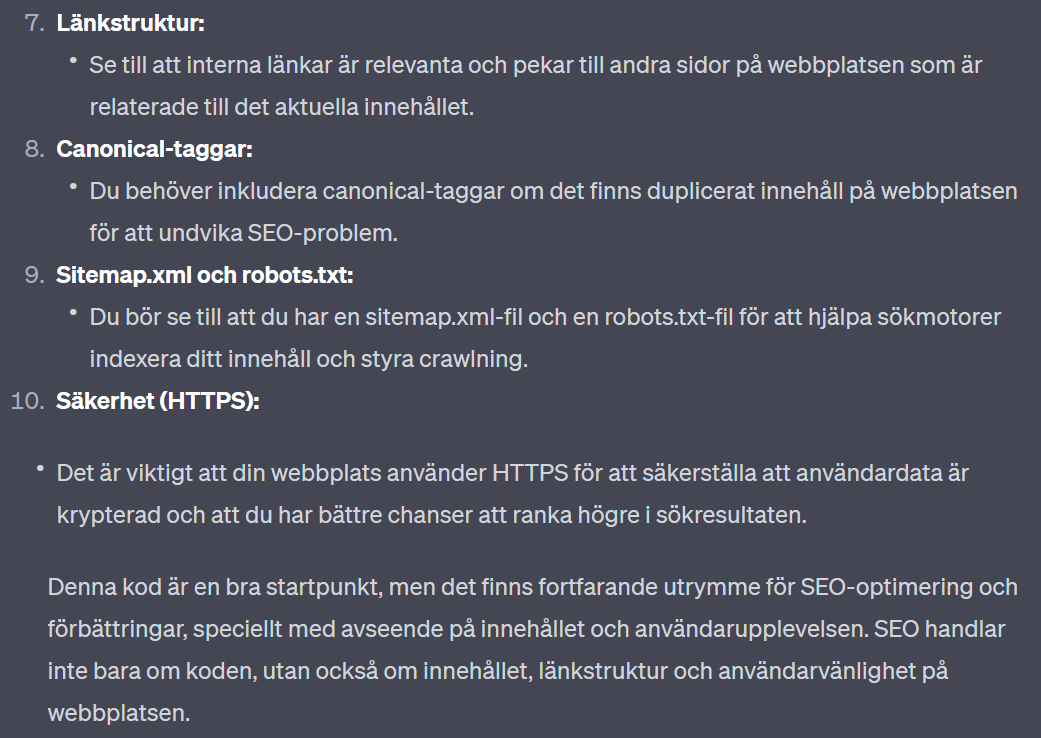 7. Länkstruktur:
• Se till att interna länkar är relevanta och pekar till andra sidor på webbplatsen som är
relaterade till det aktuella innehållet.
8. Canonical-taggar:
• Du behöver inkludera canonical-taggar om det finns duplicerat innehåll på webbplatsen
för att undvika SEO-problem.
9. Sitemap.xml och robots.txt:
• Du bör se till att du har en sitemap.xml-fil och en robots.txt-fil för att hjälpa sökmotorer
indexera ditt innehåll och styra crawlning.
10. Säkerhet (HTTPS):
• Det är viktigt att din webbplats använder HTTPS för att säkerställa att användardata är
krypterad och att du har bättre chanser att ranka högre i sökresultaten.
Denna kod är en bra startpunkt, men det finns fortfarande utrymme för SEO-optimering och
förbättringar, speciellt med avseende på innehållet och användarupplevelsen. SEO handlar
inte bara om koden, utan också om innehållet, länkstruktur och användarvänlighet på
webbplatsen.